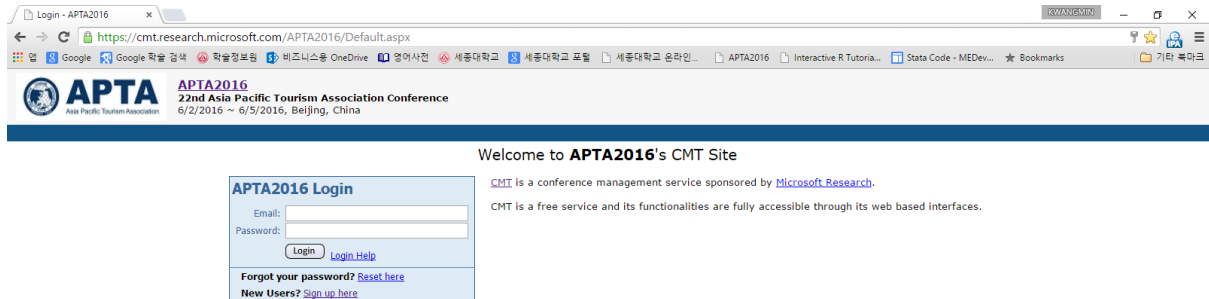 Login - APTA2016
KWANGMIN
https://cmt.research.microsoft.com/APTA2016/Default.aspx
앱 Google Google 학술 검색 학술정보원 비즈니스용 OneDrive 영어사전 세종대학교 세종대학교 포털 세종대학교 온라인... APTA2016 Interactive R Tutoria... Stata Code - MEDev... Bookmarks 기타 북마크
APTA
Asia Pacific Tourism Association
APTA2016
22nd Asia Pacific Tourism Association Conference
6/2/2016 ~ 6/5/2016, Beijing, China
Welcome to APTA2016's CMT Site
APTA2016 Login
Email:
Password:
Login Login Help
Forgot your password? Reset here
New Users? Sign up here
CMT is a conference management service sponsored by Microsoft Research.
CMT is a free service and its functionalities are fully accessible through its web based interfaces.